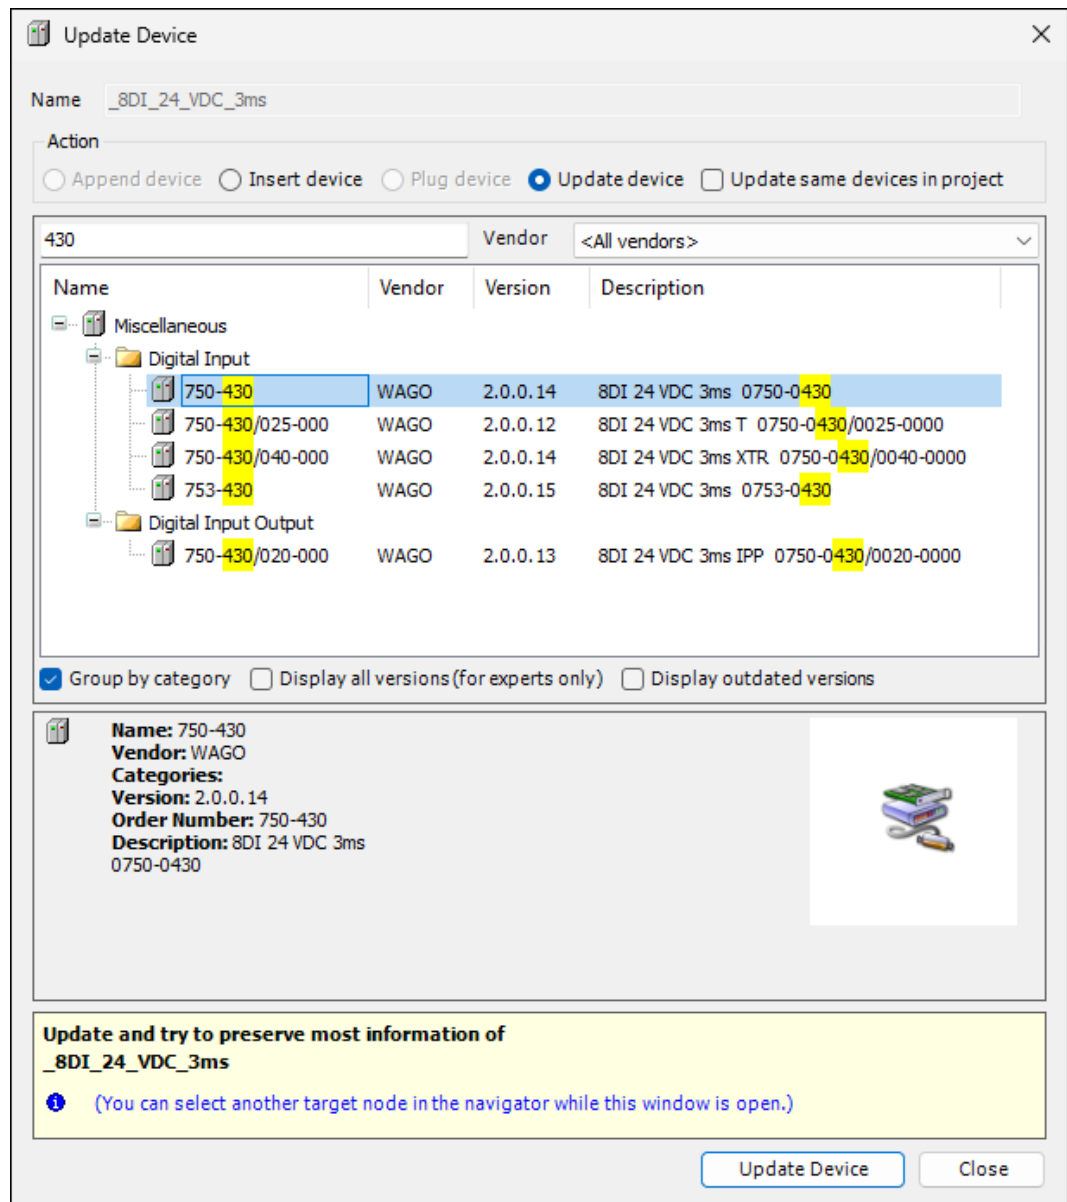 Update Device
Name _8DI_24_VDC_3ms
Action
Append device Insert device Plug device Update device Update same devices in project
430 Vendor <All vendors>
Name Vendor Version Description
Miscellaneous
Digital Input
750-430 WAGO 2.0.0.14 8DI 24 VDC 3ms 0750-0430
750-430/025-000 WAGO 2.0.0.12 8DI 24 VDC 3ms T 0750-0430/0025-0000
750-430/040-000 WAGO 2.0.0.14 8DI 24 VDC 3ms XTR 0750-0430/0040-0000
753-430 WAGO 2.0.0.15 8DI 24 VDC 3ms 0753-0430
Digital Input Output
750-430/020-000 WAGO 2.0.0.13 8DI 24 VDC 3ms IPP 0750-0430/0020-0000
Group by category Display all versions (for experts only) Display outdated versions
Name: 750-430
Vendor: WAGO
Categories:
Version: 2.0.0.14
Order Number: 750-430
Description: 8DI 24 VDC 3ms
0750-0430
Update and try to preserve most information of
_8DI_24_VDC_3ms
(You can select another target node in the navigator while this window is open.)
Update Device Close